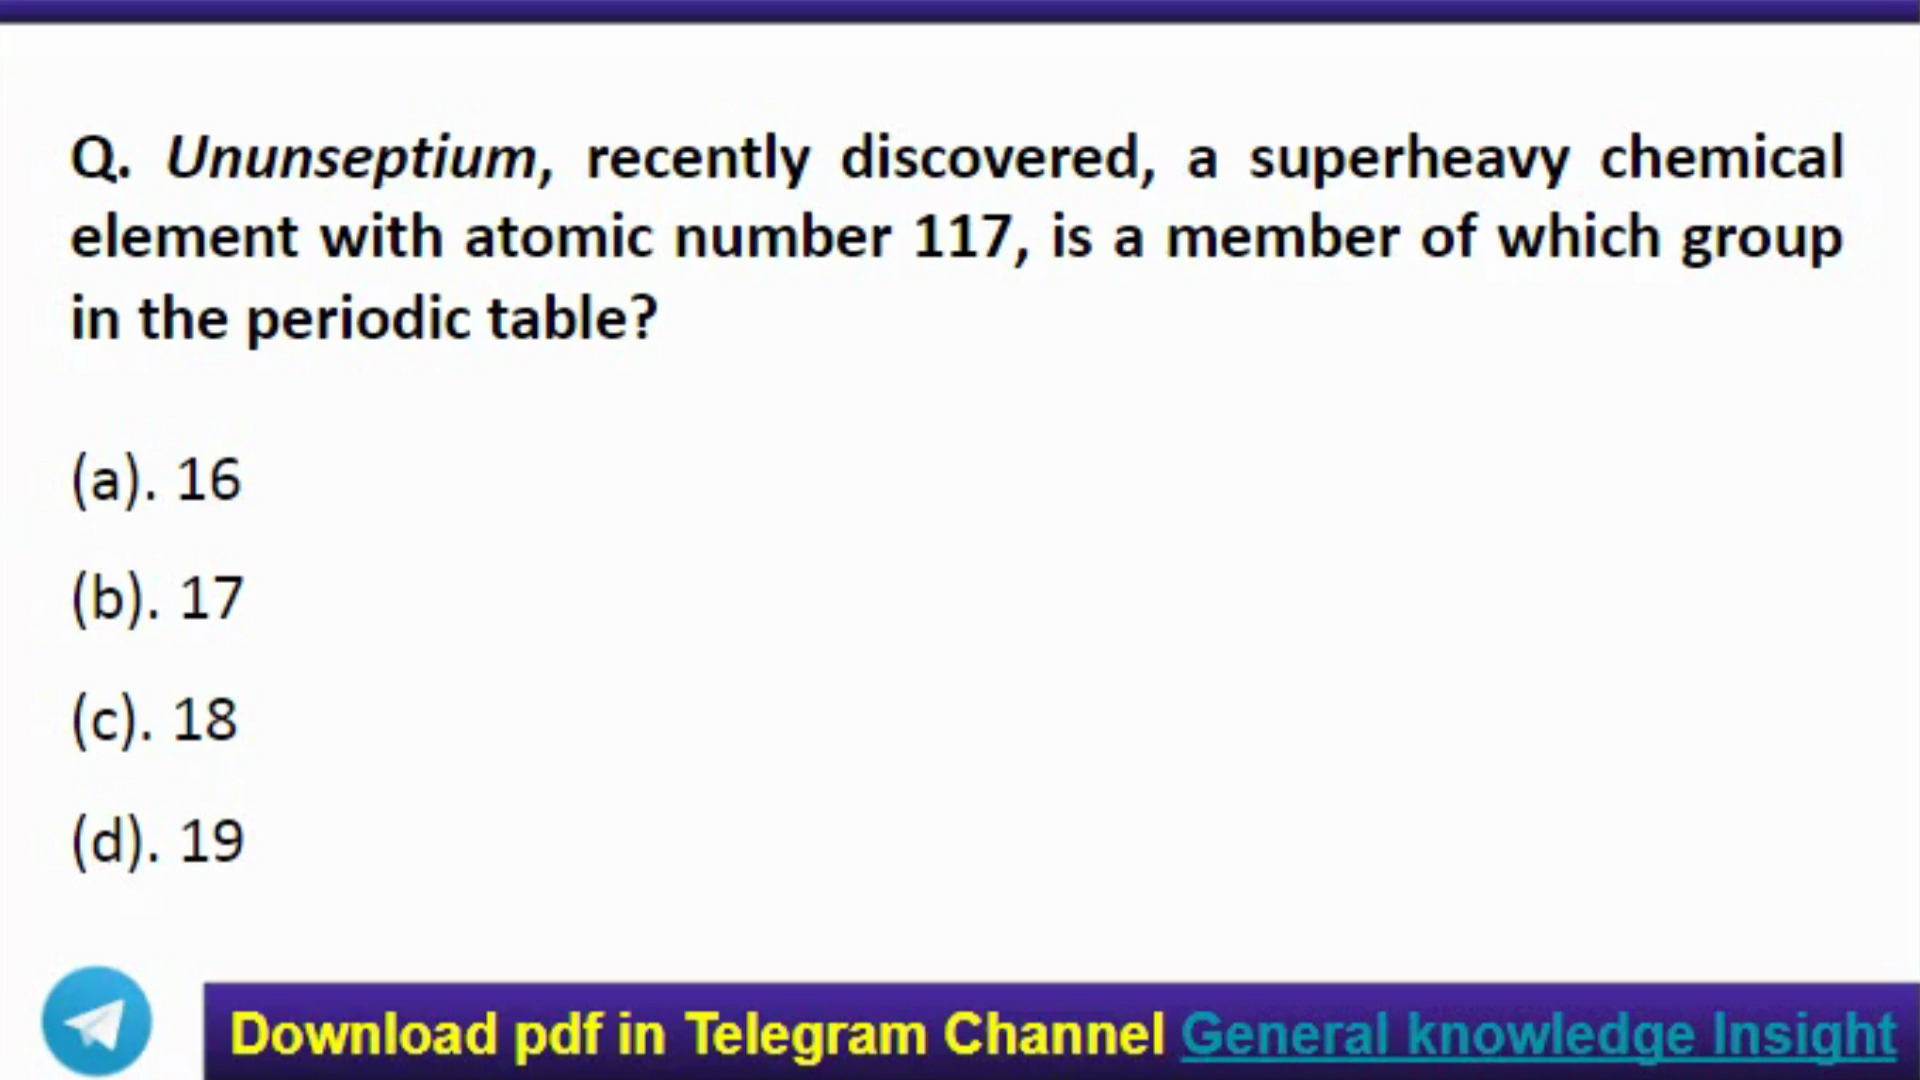 Q. Ununseptium, recently discovered, a superheavy chemical
element with atomic number 117, is a member of which group
in the periodic table?
(a). 16
(b). 17
(c). 18
(d). 19
Download pdf in Telegram Channel General knowledge Insight